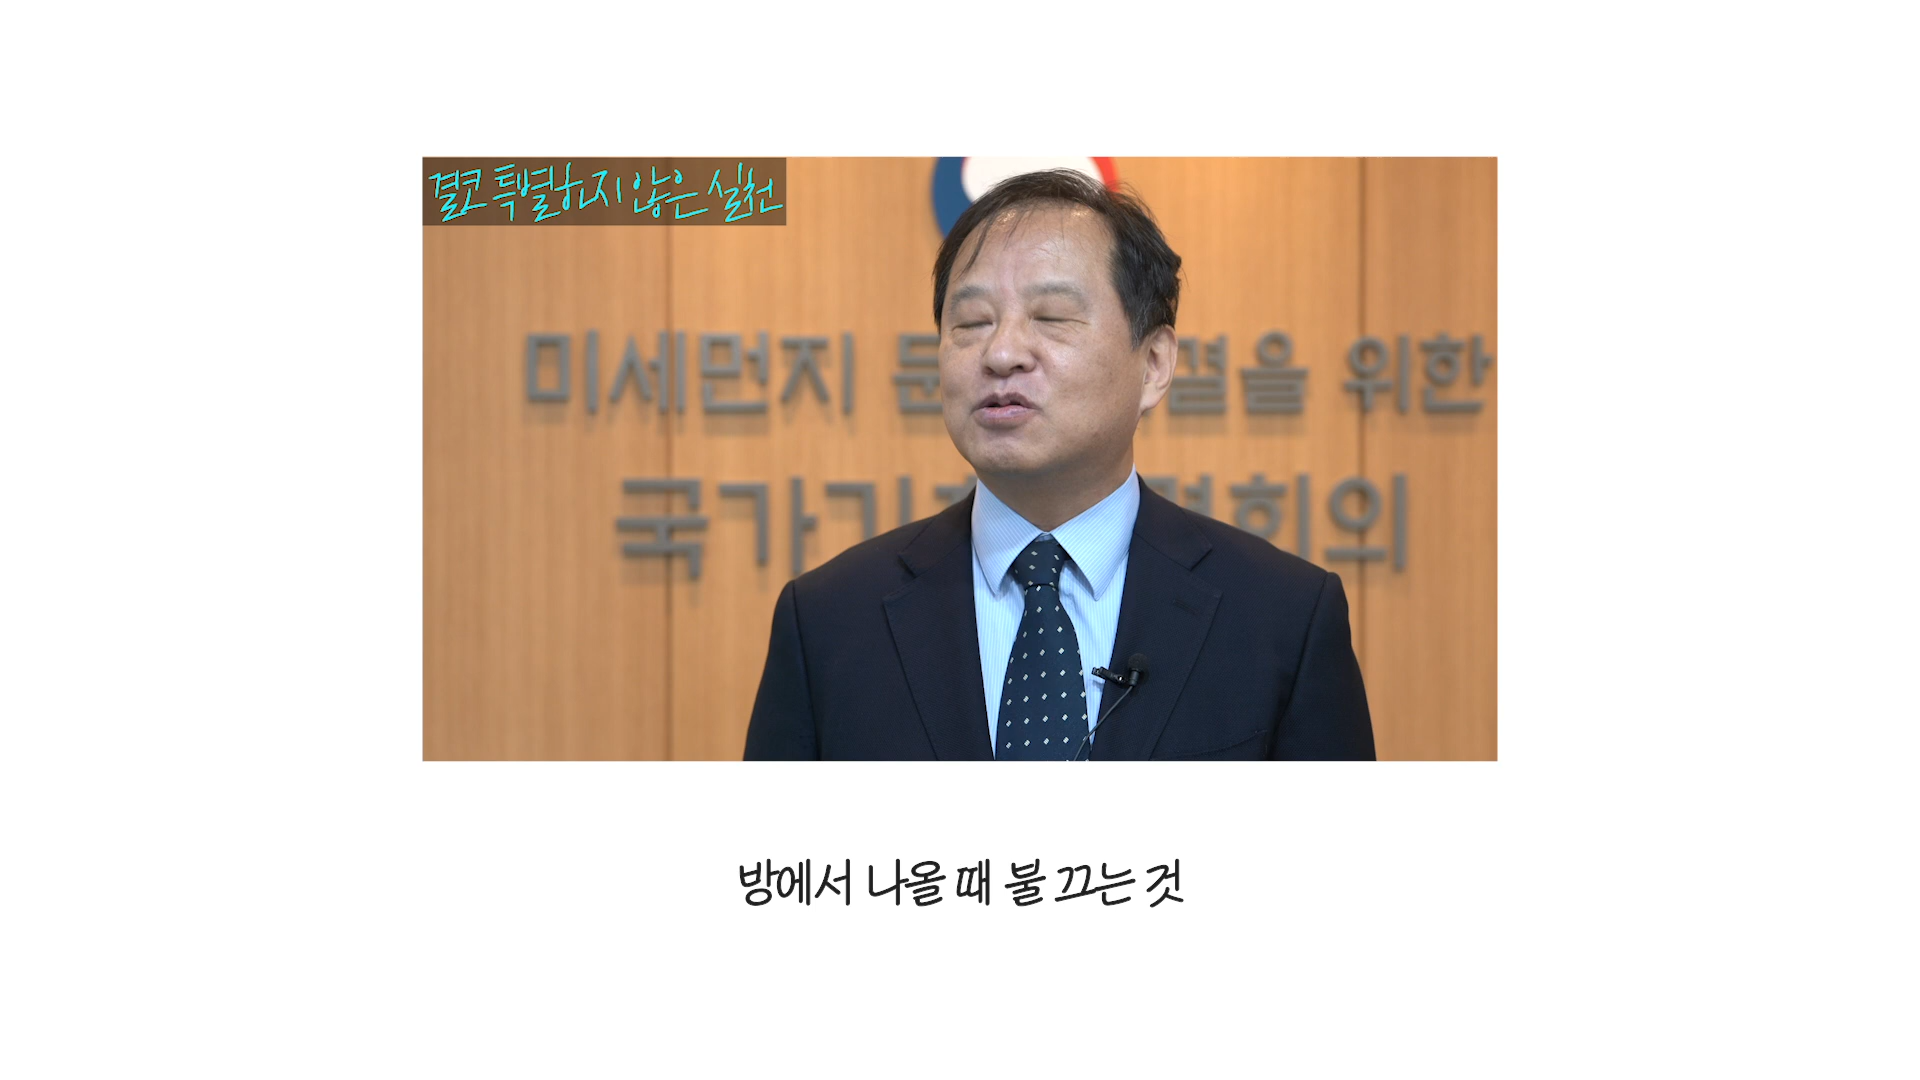 결코 특별하지 않은 실천
미세먼지 결을 위한
국가기 회의
방에서 나올 때 불 끄는 것